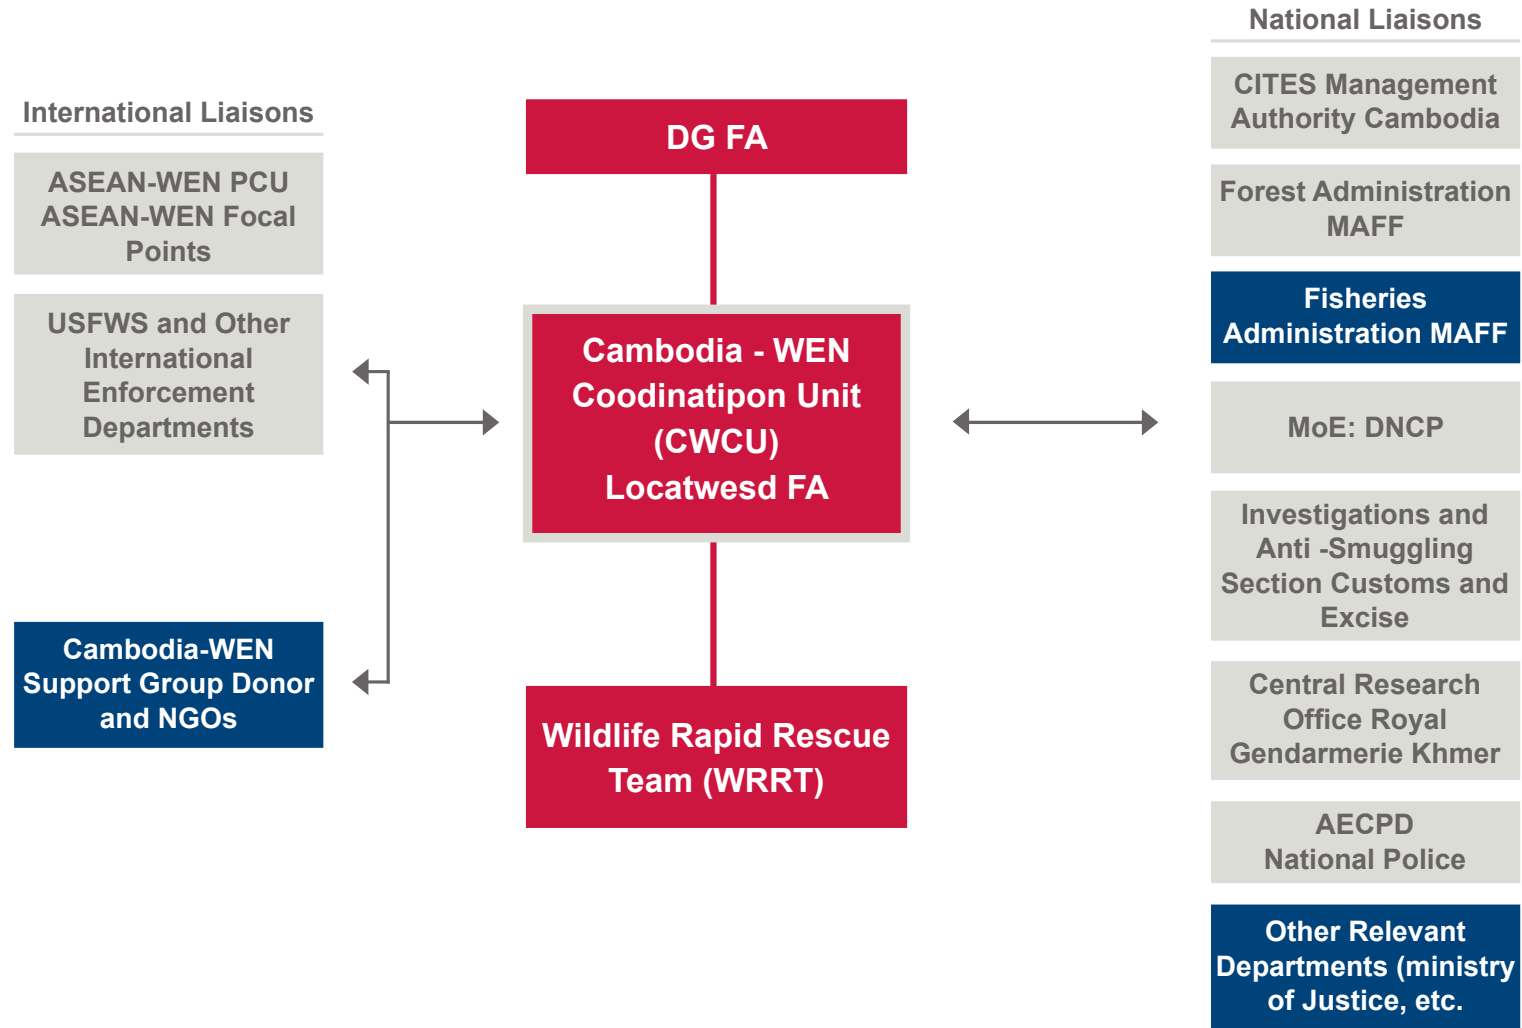 International Liaisons
ASEAN-WEN PCU
ASEAN-WEN Focal
Points
USFWS and Other
International
Enforcement
Departments
Cambodia-WEN
Support Group Donor
and NGOs
DG FA
Cambodia - WEN
Coodinatipon Unit
(CWCU)
Locatwesd FA
Wildlife Rapid Rescue
Team (WRRT)
National Liaisons
CITES Management
Authority Cambodia
Forest Administration
MAFF
Fisheries
Administration MAFF
MoE: DNCP
Investigations and
Anti -Smuggling
Section Customs and
Excise
Central Research
Office Royal
Gendarmerie Khmer
AECPD
National Police
Other Relevant
Departments (ministry
of Justice, etc.